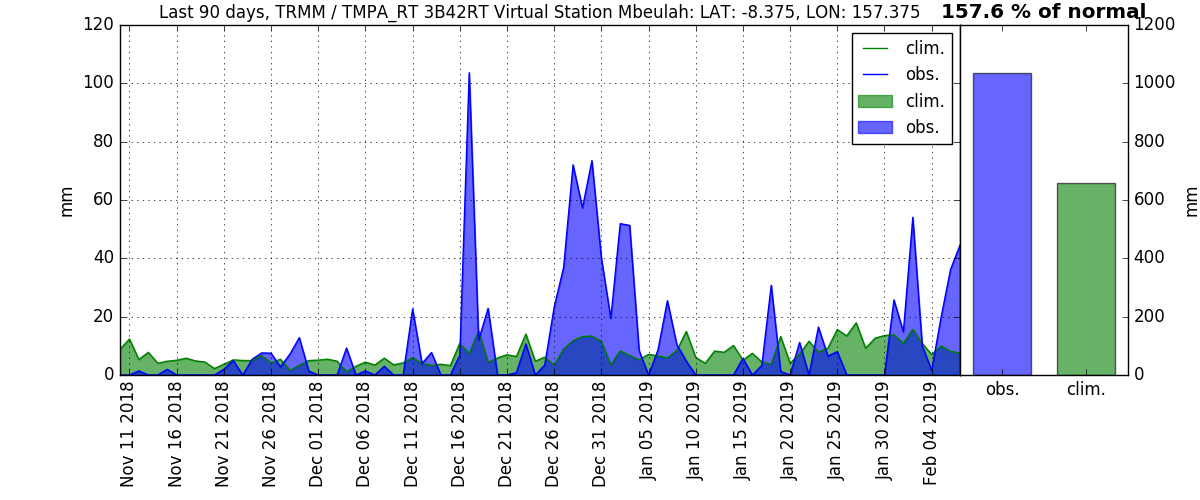 Last 90 days, TRMM / TMPA_RT 3B42RT Virtual Station Mbeulah: LAT: -8.375, LON: 157.375
157.6 % of normal
120
100
80
60
40
20
0
mm
clim.
obs.
clim.
obs.
1200
1000
800
600
400
200
0
mm
Nov 11 2018
Nov 16 2018
Nov 21 2018
Nov 26 2018
Dec 01 2018
Dec 06 2018
Dec 11 2018
Dec 16 2018
Dec 21 2018
Dec 26 2018
Dec 31 2018
Jan 05 2019
Jan 10 2019
Jan 15 2019
Jan 20 2019
Jan 25 2019
Jan 30 2019
Feb 04 2019
obs.
clim.